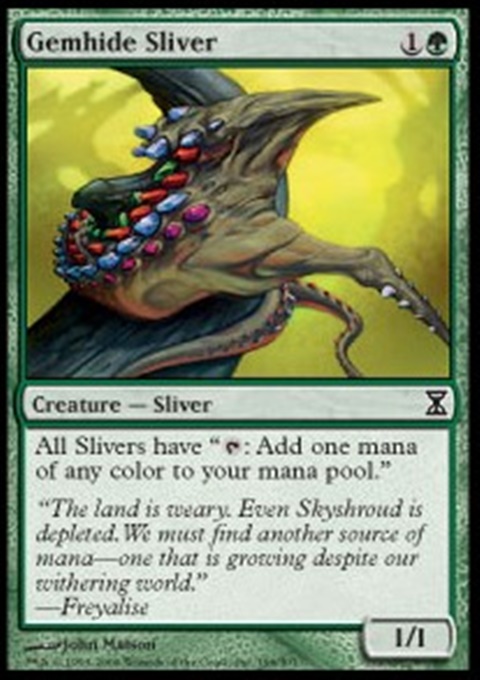 Gemhide Sliver 1
Creature — Sliver
All Slivers have “ : Add one mana
of any color to your mana pool.”
“The land is weary. Even Skyshroud is
depleted. We must find another source of
mana—one that is growing despite our
withering world.”
—Freyalise
John Matson
1/1